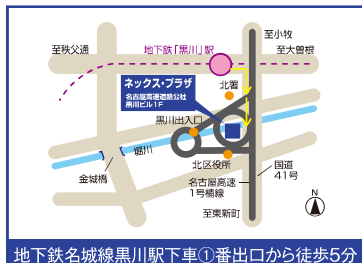 至小牧
至秩父通
地下鉄「黒川」駅
至大曽根
ネックス・プラザ
名古屋高速道路公社
黒川ビル1F
北署
黒川出入口
堀川
金城橋
北区役所
国道
41号
名古屋高速
1号楠線
至東新町
N
地下鉄名城線黒川駅下車①番出口から徒歩5分